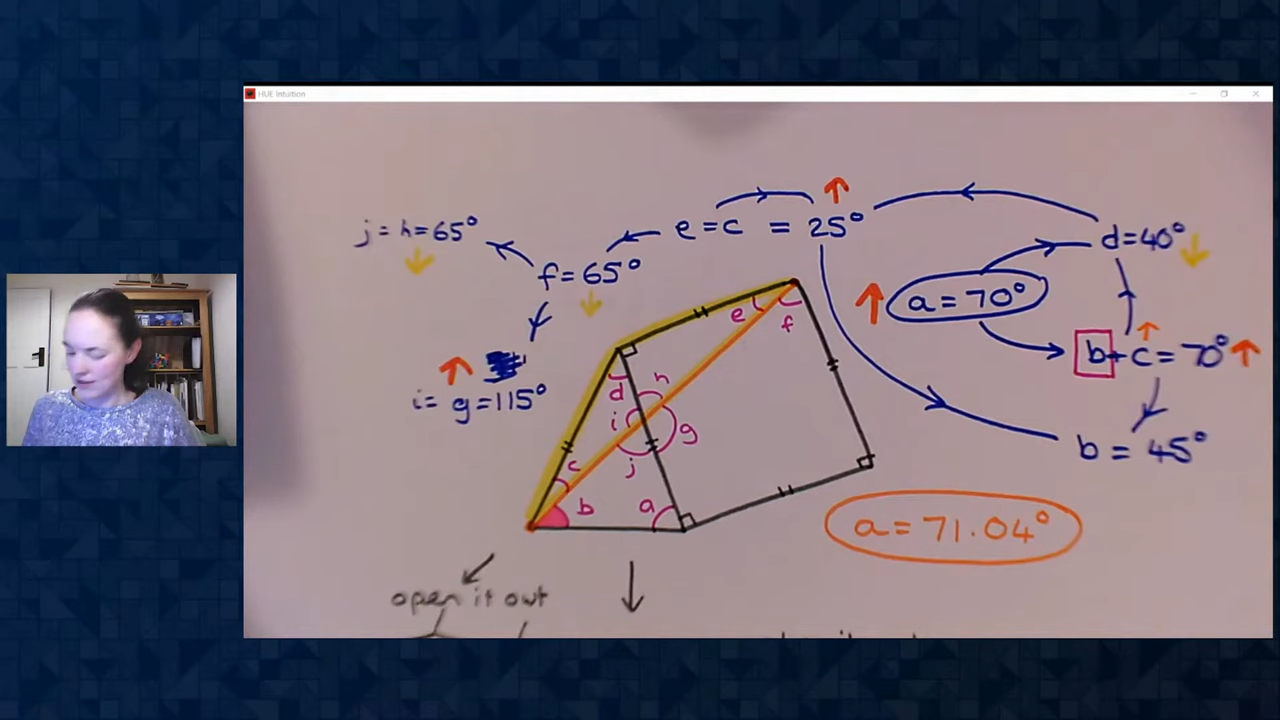 HUE Intuition
j = h = 65°
e = c = 25°
d = 40°
f = 65°
a = 70°
b + c = 70°
i = g = 115°
b = 45°
e
f
d
h
i
g
j
c
b
a
a = 71.04°
open it out